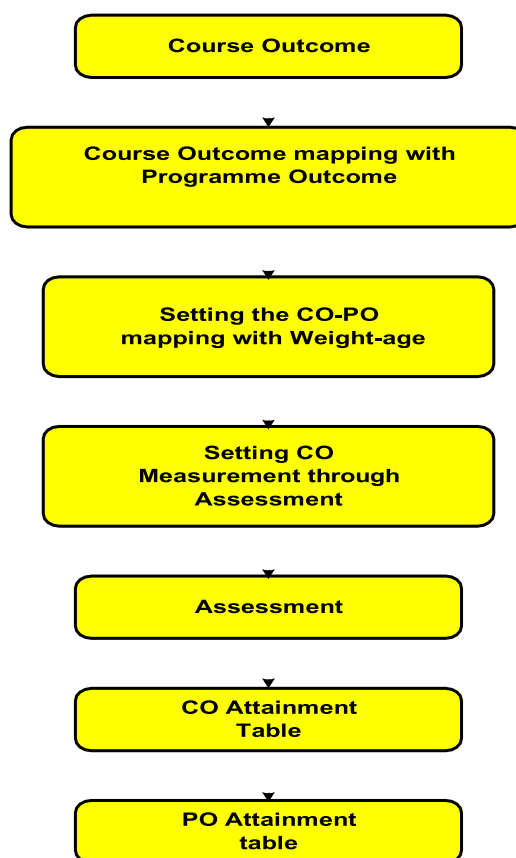 Course Outcome
Course Outcome mapping with
Programme Outcome
Setting the CO-PO
mapping with Weight-age
Setting CO
Measurement through
Assessment
Assessment
CO Attainment
Table
PO Attainment
table